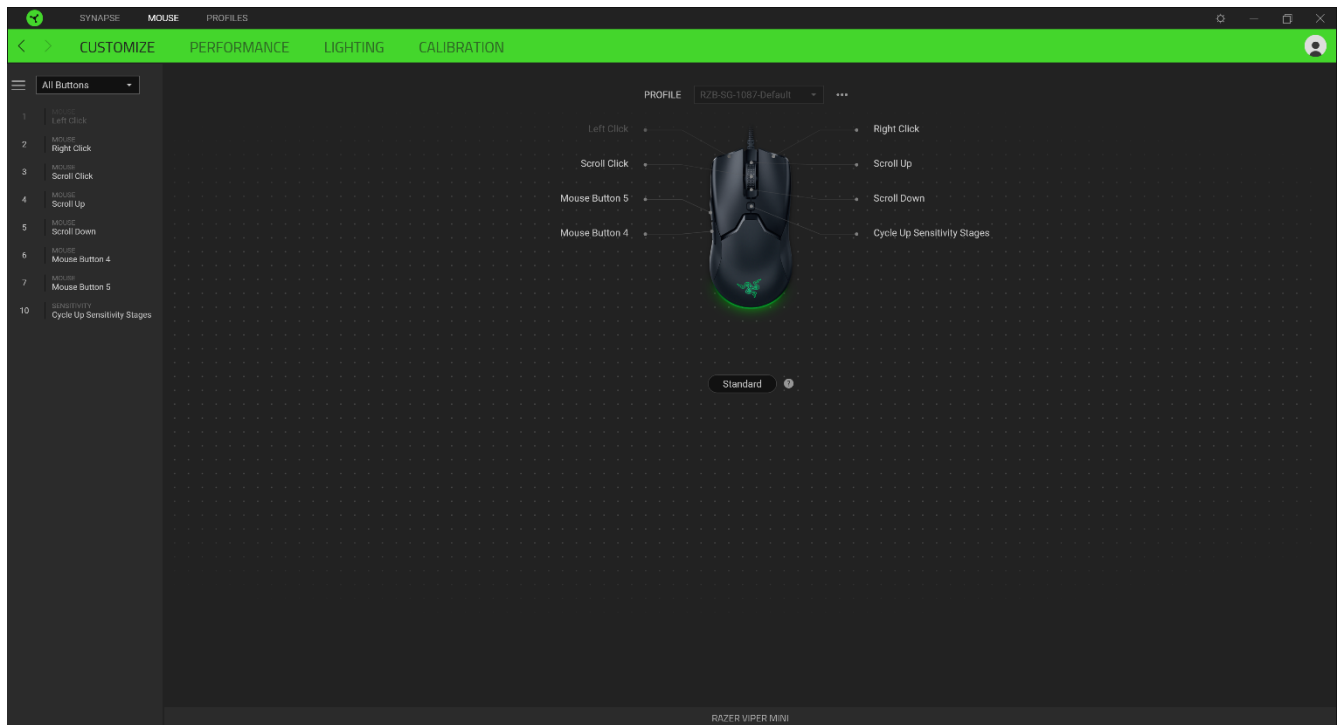 SYNAPSE MOUSE PROFILES
CUSTOMIZE PERFORMANCE LIGHTING CALIBRATION
All Buttons
PROFILE RZB-SG-1087-Default
1 MOUSE
Left Click
2 MOUSE
Right Click
3 MOUSE
Scroll Click
4 MOUSE
Scroll Up
5 MOUSE
Scroll Down
6 MOUSE
Mouse Button 4
7 MOUSE
Mouse Button 5
10 SENSITIVITY
Cycle Up Sensitivity Stages
Left Click
Right Click
Scroll Click
Scroll Up
Mouse Button 5
Scroll Down
Mouse Button 4
Cycle Up Sensitivity Stages
Standard ?
RAZER VIPER MINI